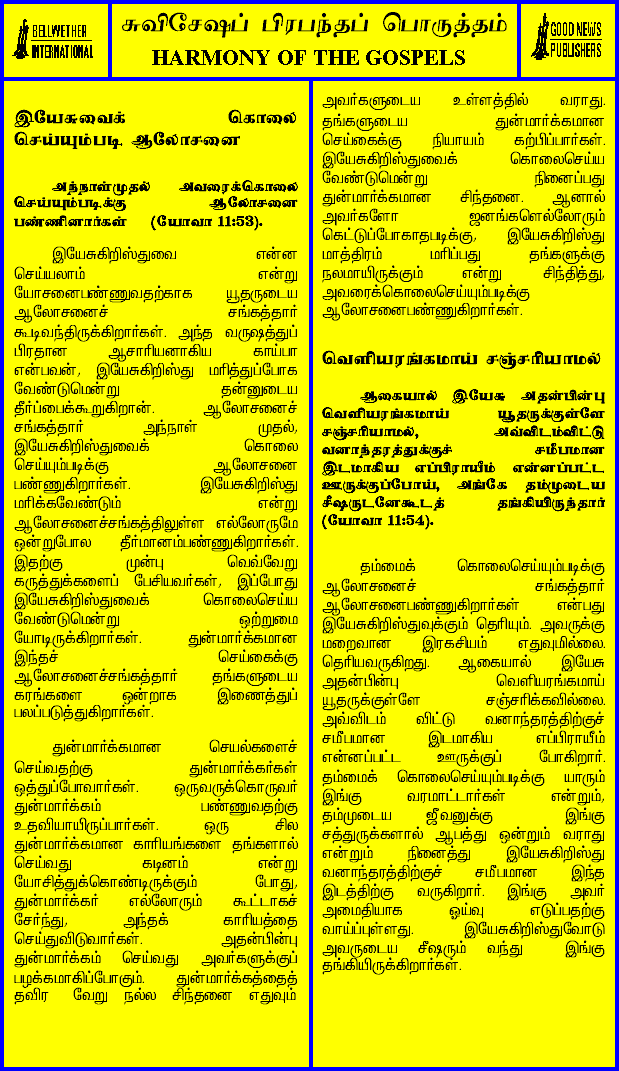 BELLWETHER
INTERNATIONAL
சுவிசேஷப் பிரபந்தப் பொருத்தம்
HARMONY OF THE GOSPELS
GOOD NEWS
PUBLISHERS
இயேசுவைக் கொலை
செய்யும்படி ஆலோசனை
அந்நாள்முதல் அவரைக்கொலை
செய்யும்படிக்கு ஆலோசனை
பண்ணினார்கள் (யோவா 11:53).
இயேசுகிறிஸ்துவை என்ன
செய்யலாம் என்று
யோசனைபண்ணுவதற்காக யூதருடைய
ஆலோசனைச் சங்கத்தார்
கூடிவந்திருக்கிறார்கள். அந்த வருஷத்துப்
பிரதான ஆசாரியனாகிய காய்பா
என்பவன், இயேசுகிறிஸ்து மரித்துப்போக
வேண்டுமென்று தன்னுடைய
தீர்ப்பைக்கூறுகிறான். ஆலோசனைச்
சங்கத்தார் அந்நாள் முதல்,
இயேசுகிறிஸ்துவைக் கொலை
செய்யும்படிக்கு ஆலோசனை
பண்ணுகிறார்கள். இயேசுகிறிஸ்து
மரிக்கவேண்டும் என்று
ஆலோசனைச்சங்கத்திலுள்ள எல்லோருமே
ஒன்றுபோல தீர்மானம்பண்ணுகிறார்கள்.
இதற்கு முன்பு வெவ்வேறு
கருத்துக்களைப் பேசியவர்கள், இப்போது
இயேசுகிறிஸ்துவைக் கொலைசெய்ய
வேண்டுமென்று ஒற்றுமை
யோடிருக்கிறார்கள். துன்மார்க்கமான
இந்தச் செய்கைக்கு
ஆலோசனைச்சங்கத்தார் தங்களுடைய
கரங்களை ஒன்றாக இணைத்துப்
பலப்படுத்துகிறார்கள்.
துன்மார்க்கமான செயல்களைச்
செய்வதற்கு துன்மார்க்கர்கள்
ஒத்துப்போவார்கள். ஒருவருக்கொருவர்
துன்மார்க்கம் பண்ணுவதற்கு
உதவியாயிருப்பார்கள். ஒரு சில
துன்மார்க்கமான காரியங்களை தங்களால்
செய்வது கடினம் என்று
யோசித்துக்கொண்டிருக்கும் போது,
துன்மார்க்கர் எல்லோரும் கூட்டாகச்
சேர்ந்து, அந்தக் காரியத்தை
செய்துவிடுவார்கள். அதன்பின்பு
துன்மார்க்கம் செய்வது அவர்களுக்குப்
பழக்கமாகிப்போகும். துன்மார்க்கத்தைத்
தவிர வேறு நல்ல சிந்தனை எதுவும்
அவர்களுடைய உள்ளத்தில் வராது.
தங்களுடைய துன்மார்க்கமான
செய்கைக்கு நியாயம் கற்பிப்பார்கள்.
இயேசுகிறிஸ்துவைக் கொலைசெய்ய
வேண்டுமென்று நினைப்பது
துன்மார்க்கமான சிந்தனை. ஆனால்
அவர்களோ ஜனங்களெல்லோரும்
கெட்டுப்போகாதபடிக்கு, இயேசுகிறிஸ்து
மாத்திரம் மரிப்பது தங்களுக்கு
நலமாயிருக்கும் என்று சிந்தித்து,
அவரைக்கொலைசெய்யும்படிக்கு
ஆலோசனைபண்ணுகிறார்கள்.
வெளியரங்கமாய் சஞ்சரியாமல்
ஆகையால் இயேசு அதன்பின்பு
வெளியரங்கமாய் யூதருக்குள்ளே
சஞ்சரியாமல், அவ்விடம்விட்டு
வனாந்தரத்துக்குச் சமீபமான
இடமாகிய எப்பிராயீம் என்னப்பட்ட
ஊருக்குப்போய், அங்கே தம்முடைய
சீஷருடனேகூடத் தங்கியிருந்தார்
(யோவா 11:54).
தம்மைக் கொலைசெய்யும்படிக்கு
ஆலோசனைச் சங்கத்தார்
ஆலோசனைபண்ணுகிறார்கள் என்பது
இயேசுகிறிஸ்துவுக்கும் தெரியும். அவருக்கு
மறைவான இரகசியம் எதுவுமில்லை.
தெரியவருகிறது. ஆகையால் இயேசு
அதன்பின்பு வெளியரங்கமாய்
யூதருக்குள்ளே சஞ்சரிக்கவில்லை.
அவ்விடம் விட்டு வனாந்தரத்திற்குச்
சமீபமான இடமாகிய எப்பிராயீம்
என்னப்பட்ட ஊருக்குப் போகிறார்.
தம்மைக் கொலைசெய்யும்படிக்கு யாரும்
இங்கு வரமாட்டார்கள் என்றும்,
தம்முடைய ஜீவனுக்கு இங்கு
சத்துருக்களால் ஆபத்து ஒன்றும் வராது
என்றும் நினைத்து இயேசுகிறிஸ்து
வனாந்தரத்திற்குச் சமீபமான இந்த
இடத்திற்கு வருகிறார். இங்கு அவர்
அமைதியாக ஓய்வு எடுப்பதற்கு
வாய்ப்புள்ளது. இயேசுகிறிஸ்துவோடு
அவருடைய சீஷரும் வந்து இங்கு
தங்கியிருக்கிறார்கள்.